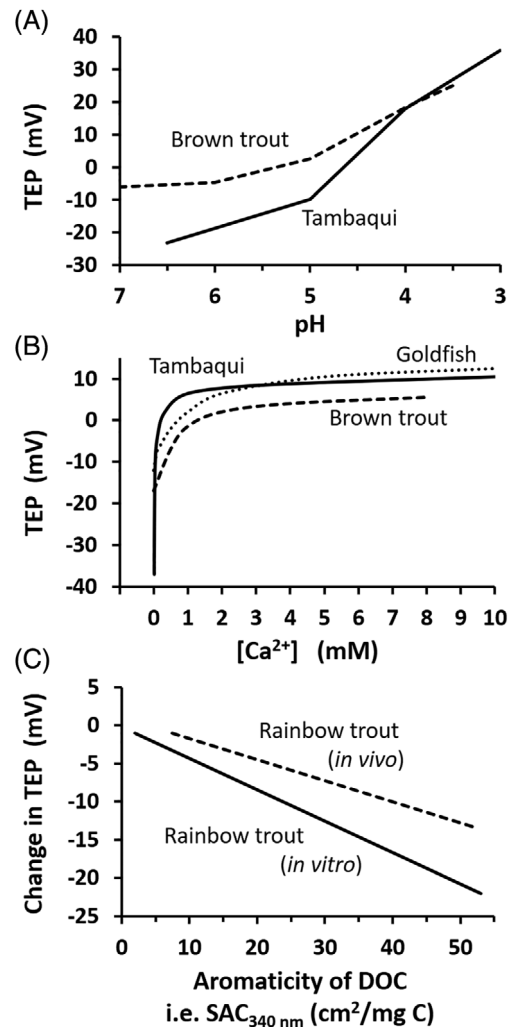 (A)
40
30
20
10
0
-10
-20
-30
TEP (mV)
Brown trout
Tambaqui
7 6 5 4 3
pH
(B)
10
0
-10
-20
-30
-40
TEP (mV)
Tambaqui
Goldfish
Brown trout
0 1 2 3 4 5 6 7 8 9 10
[Ca²⁺] (mM)
(C)
5
0
-5
-10
-15
-20
-25
Change in TEP (mV)
Rainbow trout
(in vivo)
Rainbow trout
(in vitro)
0 10 20 30 40 50
Aromaticity of DOC
i.e. SAC₃₄₀ ₙₘ (cm²/mg C)